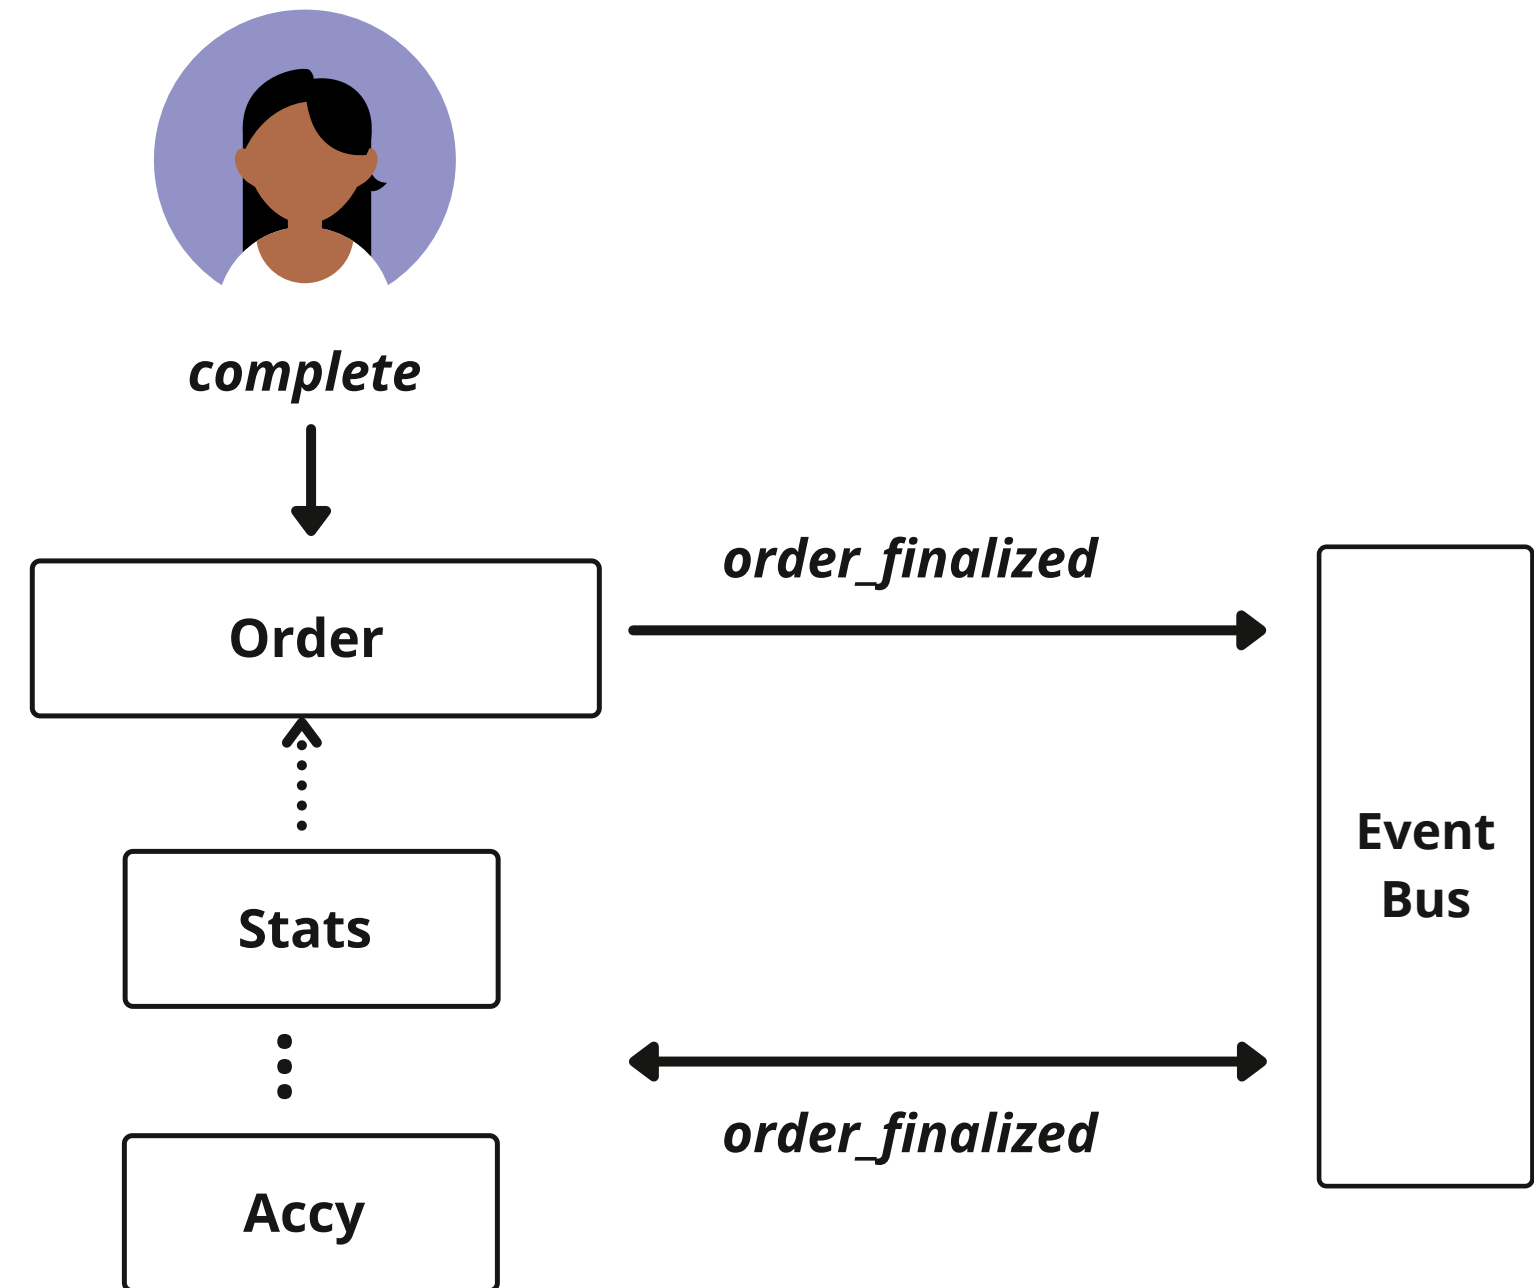 complete
order_finalized
Order
Event
Bus
Stats
order_finalized
Accy